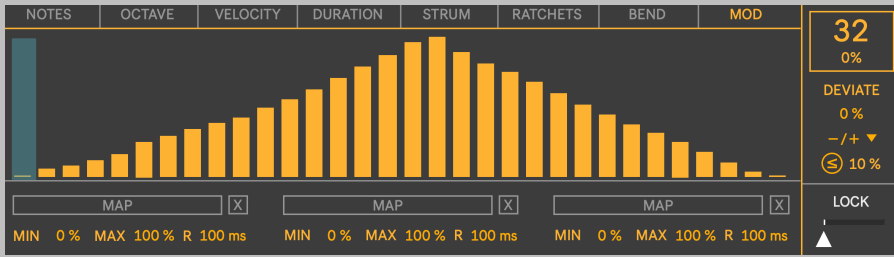 NOTES OCTAVE VELOCITY DURATION STRUM RATCHETS BEND MOD
32
0%
DEVIATE
0 %
−/+ ▼
≤ 10 %
MAP X MAP X MAP X
LOCK
MIN 0 % MAX 100 % R 100 ms MIN 0 % MAX 100 % R 100 ms MIN 0 % MAX 100 % R 100 ms